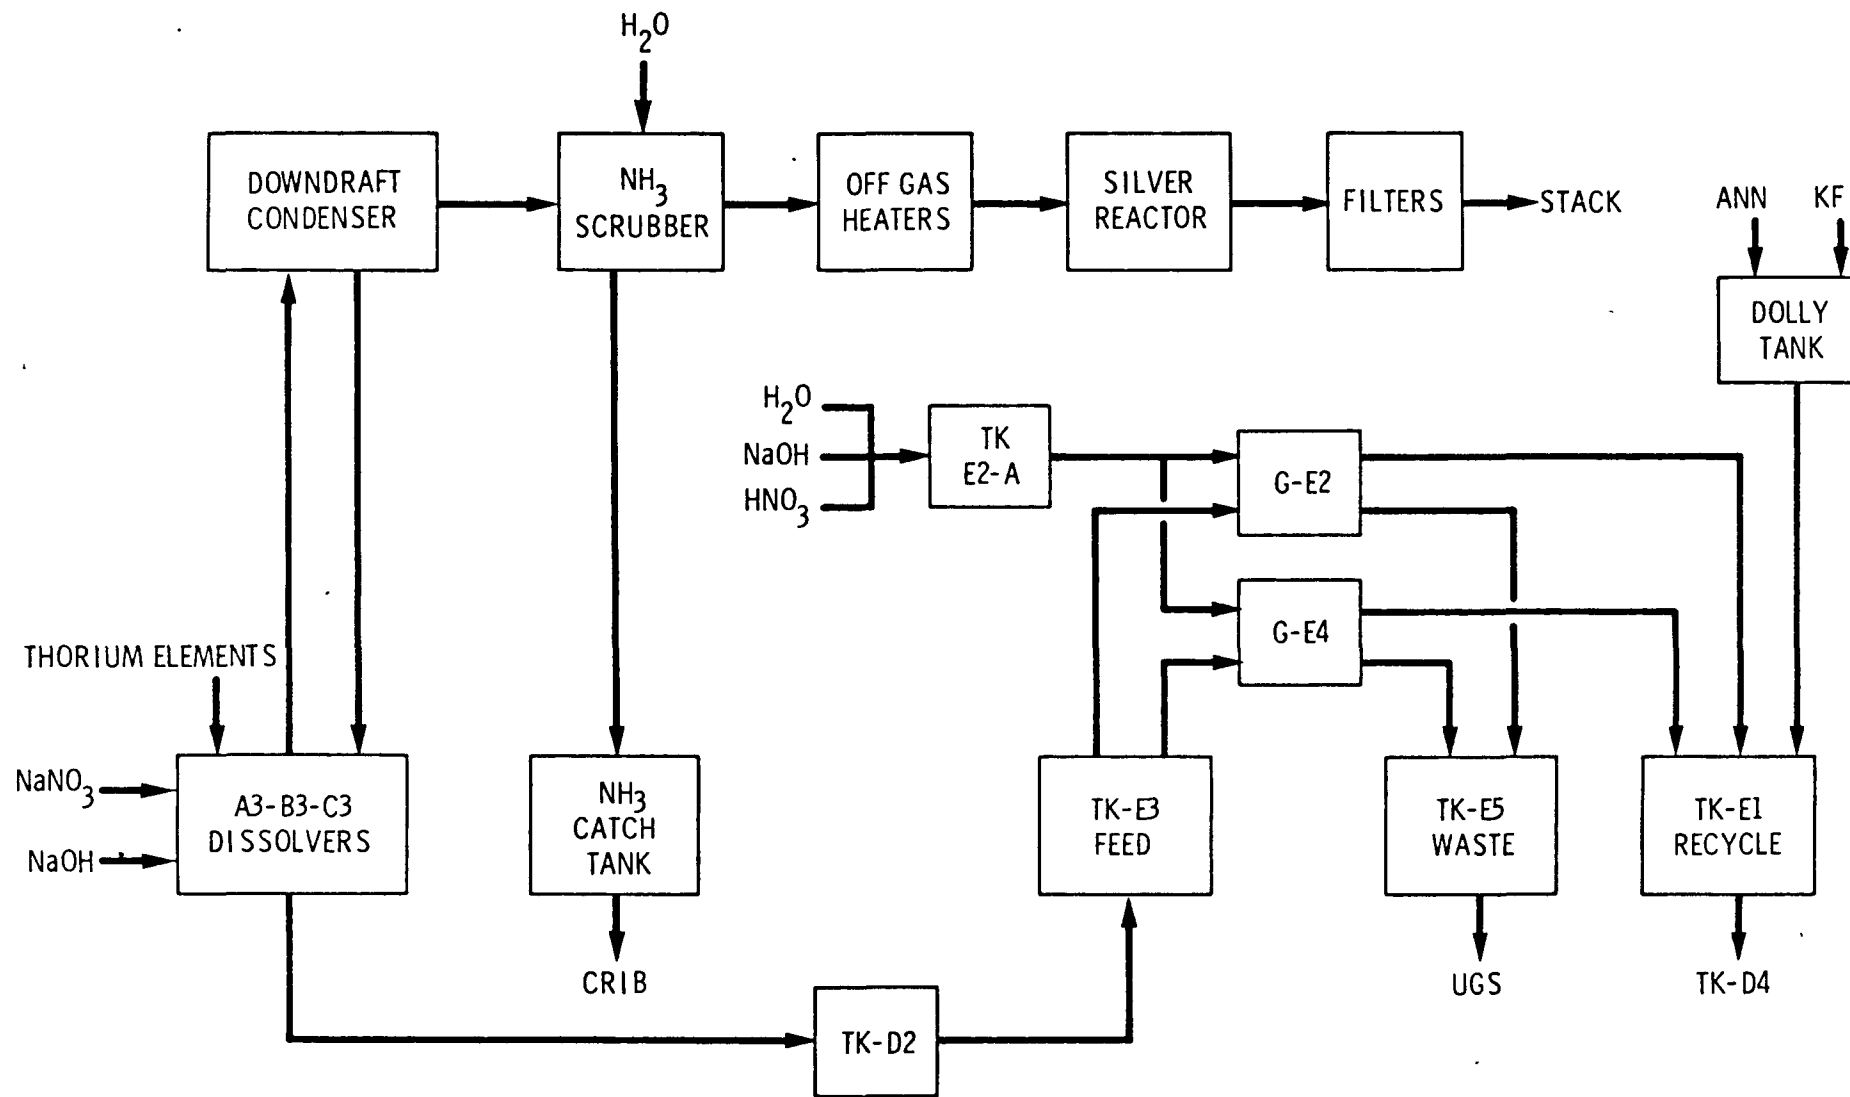 H₂O
DOWNDRAFT
CONDENSER
NH₃
SCRUBBER
OFF GAS
HEATERS
SILVER
REACTOR
FILTERS
STACK
ANN
KF
DOLLY
TANK
H₂O
NaOH
HNO₃
TK
E2-A
G-E2
G-E4
THORIUM ELEMENTS
NaNO₃
NaOH
A3-B3-C3
DISSOLVERS
NH₃
CATCH
TANK
TK-E3
FEED
TK-E5
WASTE
TK-E1
RECYCLE
CRIB
UGS
TK-D4
TK-D2